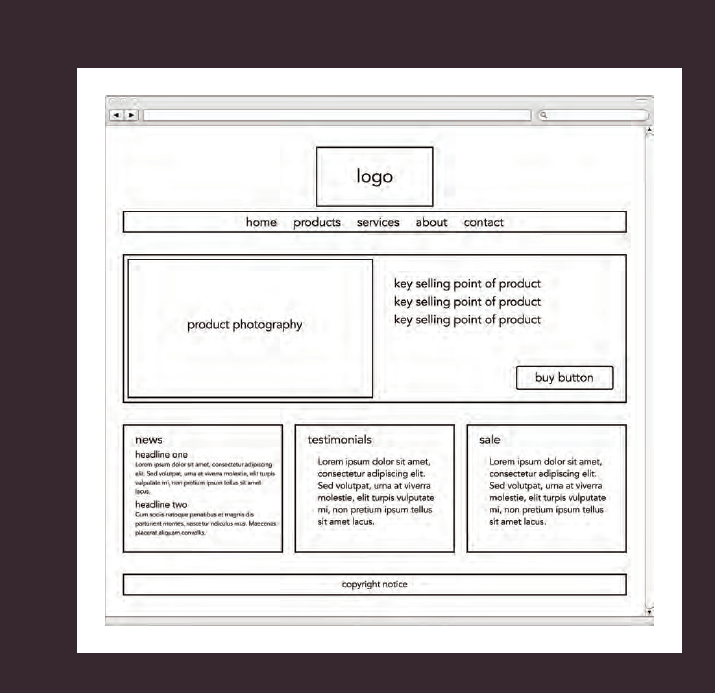 logo
home products services about contact
product photography
key selling point of product
key selling point of product
key selling point of product
buy button
news
headline one
Lorem ipsum dolor sit amet, consectetur adipiscing
elit. Sed volutpat, urna at viverra molestie, elit turpis
vulputate mi, non pretium ipsum tellus sit amet
lacus.
headline two
Cum sociis natoque penatibus et magnis dis
parturient montes, nascetur ridiculus mus. Maecenas
placerat aliquam convallis.
testimonials
Lorem ipsum dolor sit amet,
consectetur adipiscing elit.
Sed volutpat, urna at viverra
molestie, elit turpis vulputate
mi, non pretium ipsum tellus
sit amet lacus.
sale
Lorem ipsum dolor sit amet,
consectetur adipiscing elit.
Sed volutpat, urna at viverra
molestie, elit turpis vulputate
mi, non pretium ipsum tellus
sit amet lacus.
copyright notice